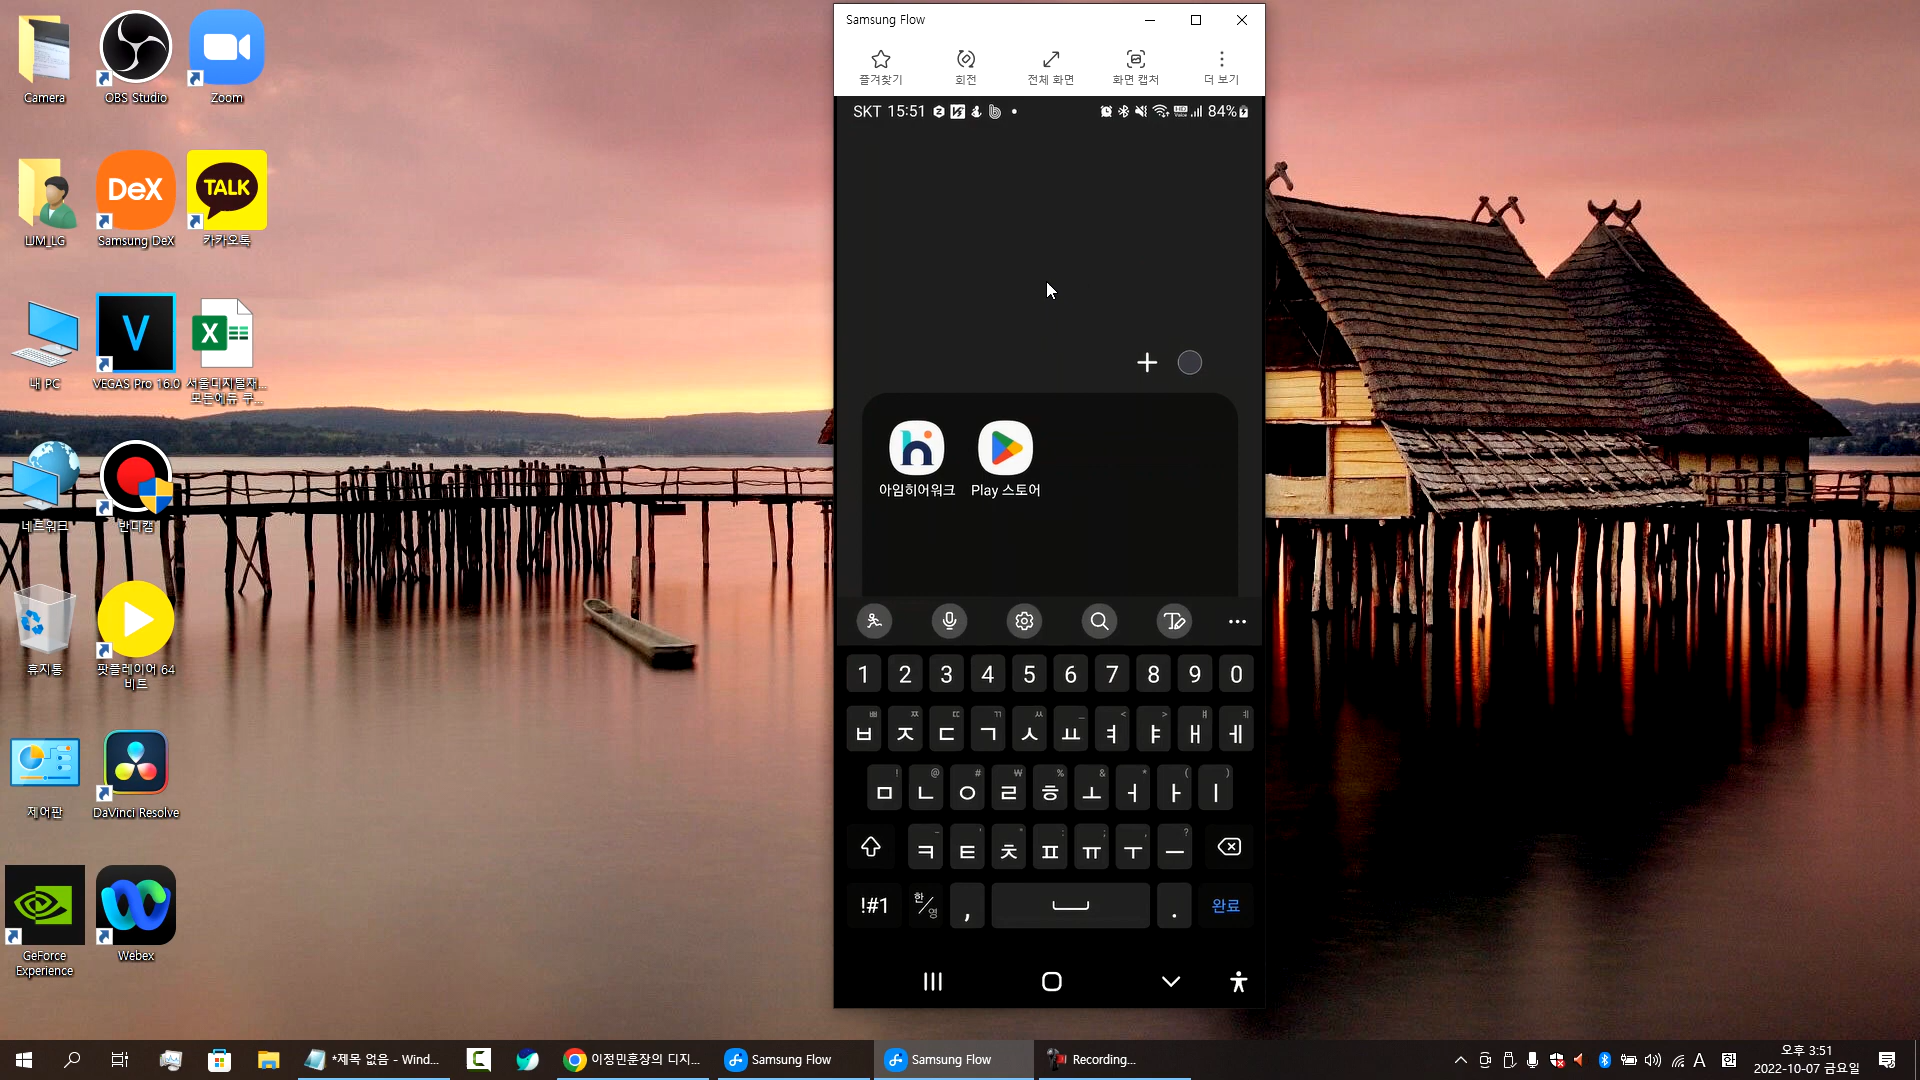 Camera
OBS Studio
Zoom
LJM_LG
DeX
Samsung DeX
TALK
카카오톡
내 PC
VEGAS Pro 16.0
서울디지털재...
모든에듀 쿠...
네트워크
반디캠
휴지통
팟플레이어 64
비트
제어판
DaVinci Resolve
GeForce
Experience
Webex
Samsung Flow
즐겨찾기
회전
전체 화면
화면 캡처
더 보기
SKT 15:51
84%
아임히어워크
Play 스토어
1 2 3 4 5 6 7 8 9 0
ㅂ ㅈ ㄷ ㄱ ㅅ ㅛ ㅕ ㅑ ㅐ ㅔ
ㅁ ㄴ ㅇ ㄹ ㅎ ㅗ ㅓ ㅏ ㅣ
ㅋ ㅌ ㅊ ㅍ ㅠ ㅜ ㅡ
!#1 한/영 , . 완료
*제목 없음 - Wind...
이정민훈장의 디지...
Samsung Flow
Samsung Flow
Recording...
A
한
오후 3:51
2022-10-07 금요일